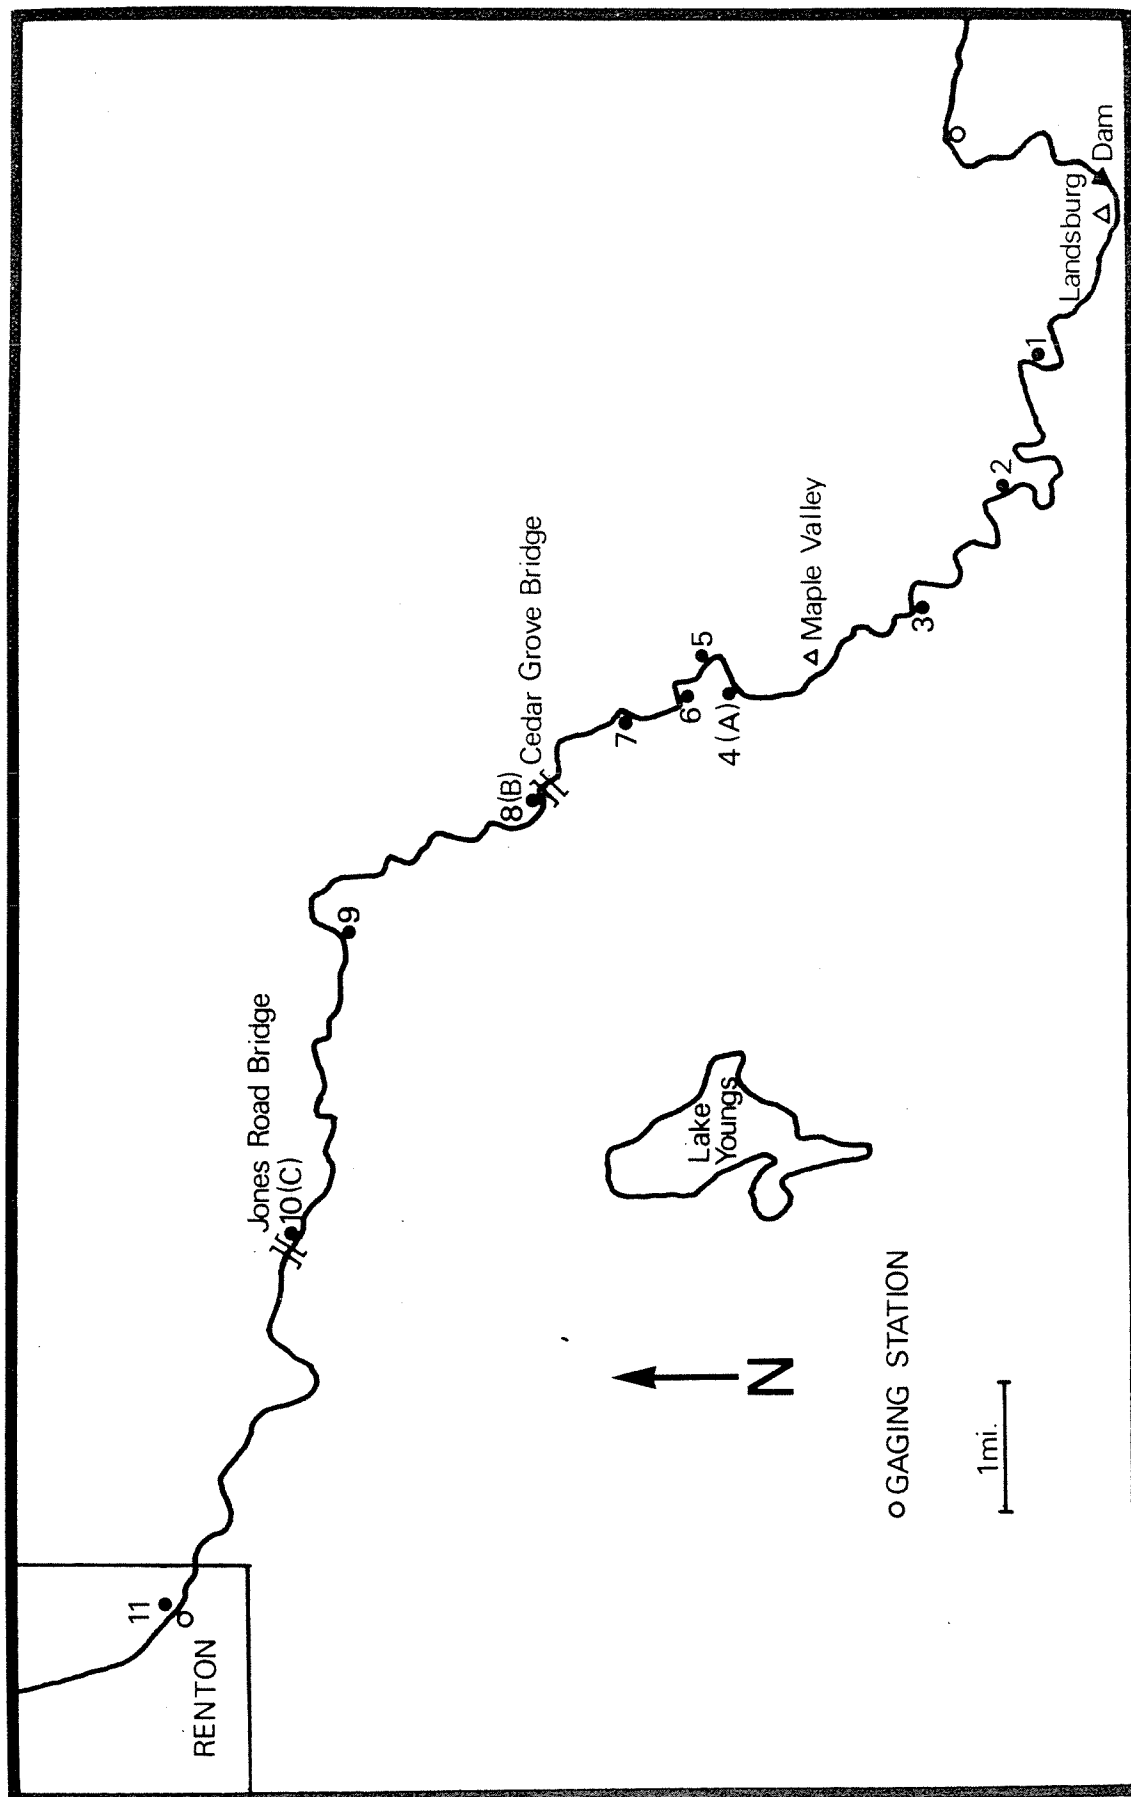 RENTON
11
Jones Road Bridge
10(C)
9
8(B)
Cedar Grove Bridge
7
6
5
4(A)
Maple Valley
3
2
1
Landsburg
Dam
Lake
Youngs
N
GAGING STATION
1mi.